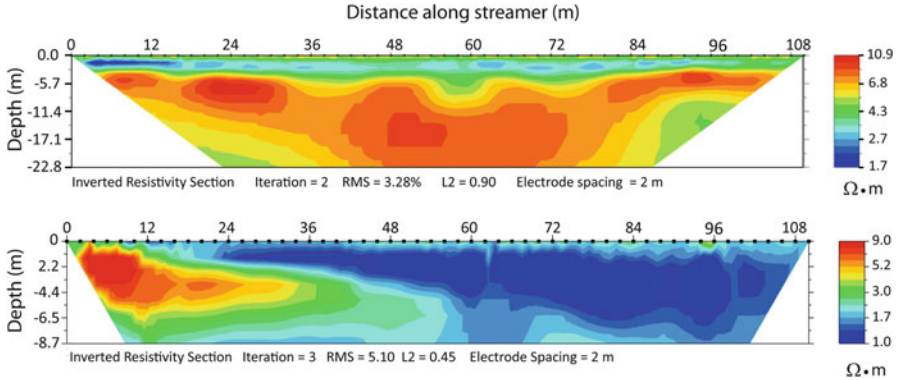 Distance along streamer (m)
0 12 24 36 48 60 72 84 96 108
0.0
-5.7
-11.4
-17.1
-22.8
Depth (m)
10.9
6.8
4.3
2.7
1.7
Ω•m
Inverted Resistivity Section Iteration = 2 RMS = 3.28% L2 = 0.90 Electrode spacing = 2 m
0 12 24 36 48 60 72 84 96 108
0
2.2
-4.4
-6.5
-8.7
Depth (m)
9.0
5.2
3.0
1.7
1.0
Ω•m
Inverted Resistivity Section Iteration = 3 RMS = 5.10 L2 = 0.45 Electrode Spacing = 2 m